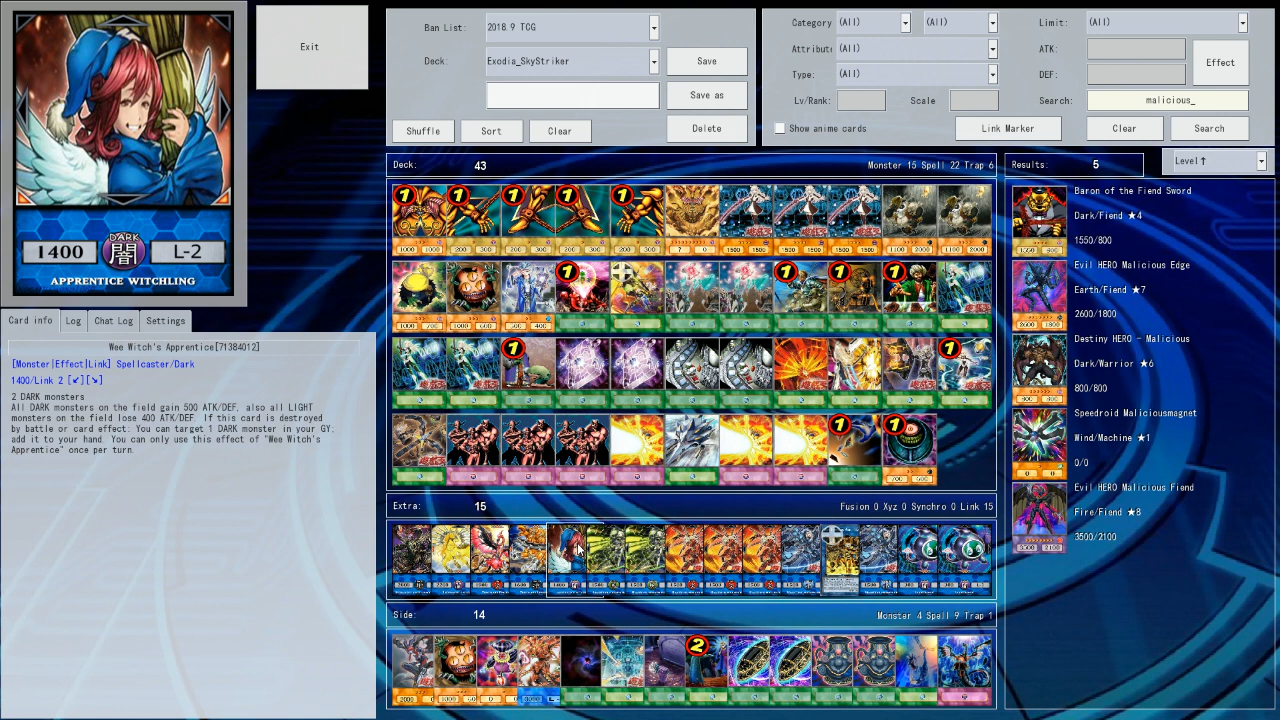 1400
DARK
闇
L-2
APPRENTICE WITCHLING
Exit
Card info
Log
Chat Log
Settings
Wee Witch's Apprentice[71384012]
[Monster|Effect|Link] Spellcaster/Dark
1400/Link 2 [↙][↘]
2 DARK monsters
All DARK monsters on the field gain 500 ATK/DEF, also all LIGHT
monsters on the field lose 400 ATK/DEF. If this card is destroyed
by battle or card effect: You can target 1 DARK monster in your GY;
add it to your hand. You can only use this effect of "Wee Witch's
Apprentice" once per turn.
Ban List:
2018.9 TCG
Deck:
Exodia_SkyStriker
Save
Save as
Shuffle
Sort
Clear
Delete
Category
(All)
(All)
Limit:
(All)
Attribute
(All)
ATK:
Type:
(All)
DEF:
Effect
Lv/Rank:
Scale
Search:
malicious_
Show anime cards
Link Marker
Clear
Search
Deck:
43
Monster 15 Spell 22 Trap 6
Results:
5
Level↑
Baron of the Fiend Sword
Dark/Fiend ★4
1550/800
Evil HERO Malicious Edge
Earth/Fiend ★7
2600/1800
Destiny HERO - Malicious
Dark/Warrior ★6
800/800
Speedroid Maliciousmagnet
Wind/Machine ★1
0/0
Evil HERO Malicious Fiend
Fire/Fiend ★8
3500/2100
Extra:
15
Fusion 0 Xyz 0 Synchro 0 Link 15
Side:
14
Monster 4 Spell 9 Trap 1